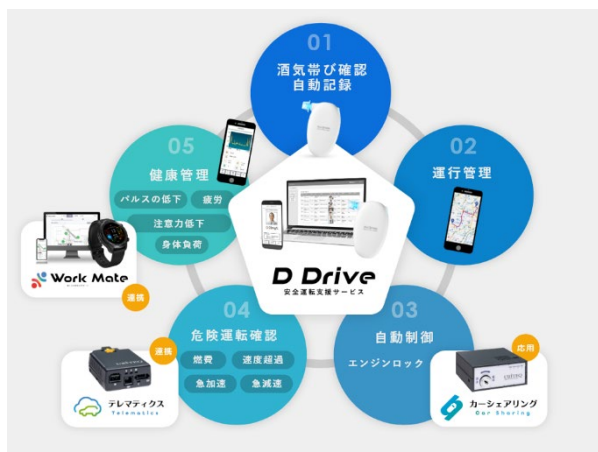 01
酒気帯び確認
自動記録
02
運行管理
03
自動制御
エンジンロック
応用
カーシェアリング
Car Sharing
04
危険運転確認
燃費
速度超過
急加速
急減速
連携
テレマティクス
Telematics
05
健康管理
パルスの低下
疲労
注意力低下
身体負荷
Work Mate
連携
D Drive
安全運転支援サービス